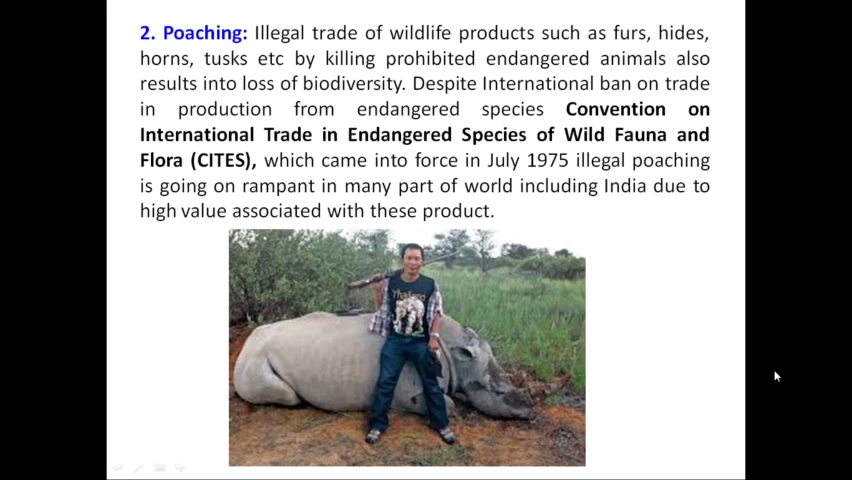 2. Poaching: Illegal trade of wildlife products such as furs, hides,
horns, tusks etc by killing prohibited endangered animals also
results into loss of biodiversity. Despite International ban on trade
in production from endangered species Convention on
International Trade in Endangered Species of Wild Fauna and
Flora (CITES), which came into force in July 1975 illegal poaching
is going on rampant in many part of world including India due to
high value associated with these product.
Thailand